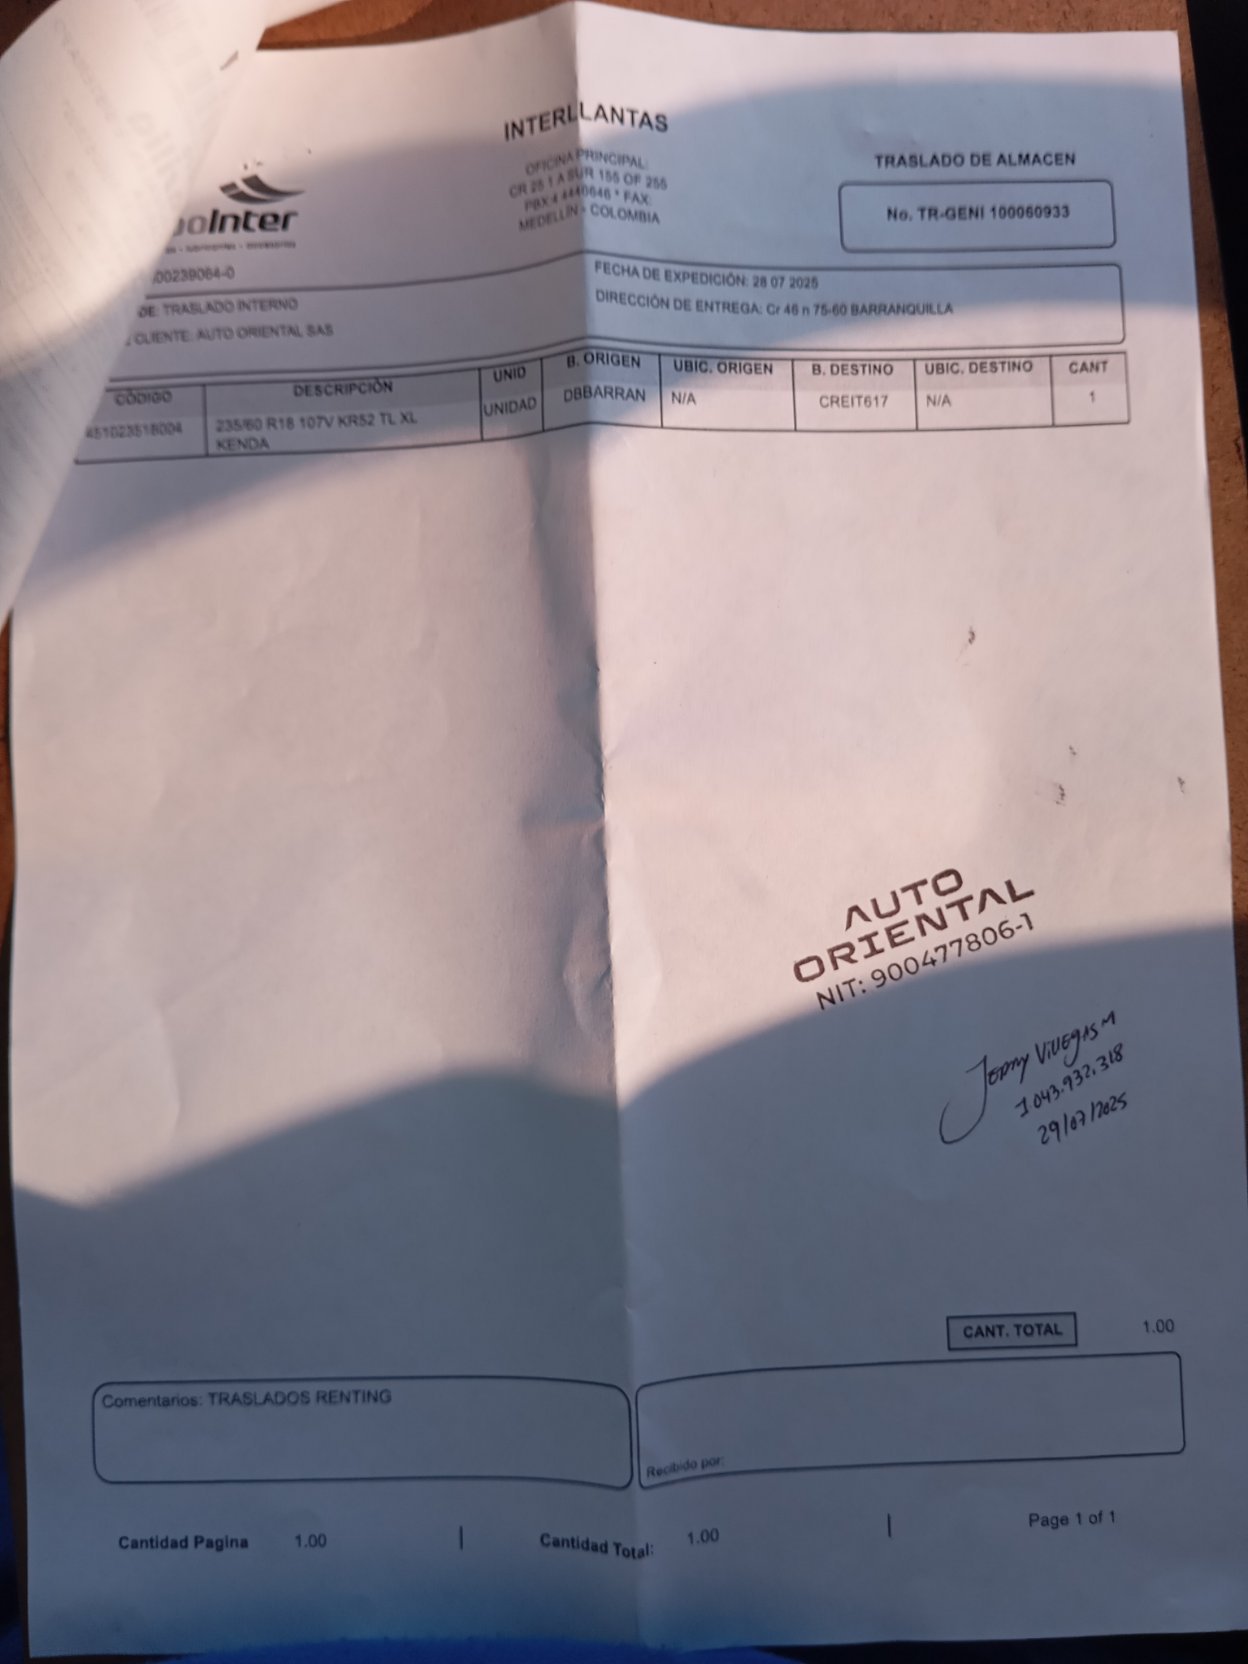 INTERLLANTAS
OFICINA PRINCIPAL:
CR 25 1 A SUR 155 OF 255
PBX:4 4440646 * FAX:
MEDELLIN - COLOMBIA
TRASLADO DE ALMACEN
No. TR-GENI 100060933
oInter
00239064-0
DE: TRASLADO INTERNO
CLIENTE: AUTO ORIENTAL SAS
FECHA DE EXPEDICIÓN: 28 07 2025
DIRECCIÓN DE ENTREGA: Cr 46 n 75-60 BARRANQUILLA
CÓDIGO DESCRIPCIÓN UNID B. ORIGEN UBIC. ORIGEN B. DESTINO UBIC. DESTINO CANT
451023518004 235/60 R18 107V KR52 TL XL UNIDAD DBBARRAN N/A CREIT617 N/A 1
KENDA
AUTO
ORIENTAL
NIT: 900477806-1
Villegas M
1043.932.318
29/07/2025
CANT. TOTAL 1.00
Comentarios: TRASLADOS RENTING
Recibido por:
Cantidad Pagina 1.00 | Cantidad Total: 1.00 | Page 1 of 1